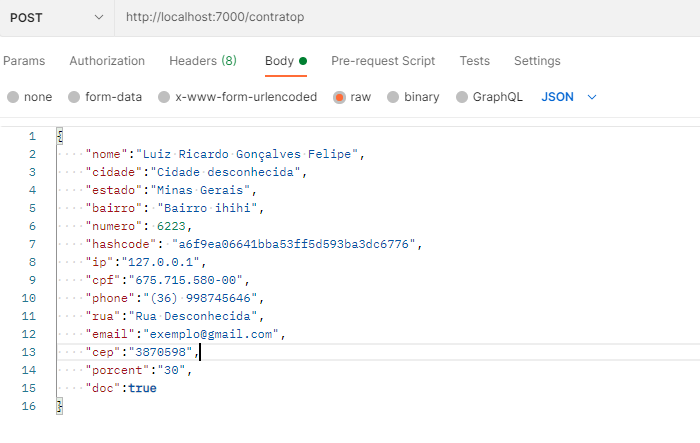 POST http://localhost:7000/contratop
Params Authorization Headers (8) Body Pre-request Script Tests Settings
none form-data x-www-form-urlencoded raw binary GraphQL JSON
1 {
2 "nome":"Luiz Ricardo Gonçalves Felipe",
3 "cidade":"Cidade desconhecida",
4 "estado":"Minas Gerais",
5 "bairro": "Bairro ihihi",
6 "numero": 6223,
7 "hashcode": "a6f9ea06641bba53ff5d593ba3dc6776",
8 "ip":"127.0.0.1",
9 "cpf":"675.715.580-00",
10 "phone":"(36) 998745646",
11 "rua":"Rua Desconhecida",
12 "email":"exemplo@gmail.com",
13 "cep":"3870598",
14 "porcent":"30",
15 "doc":true
16 }